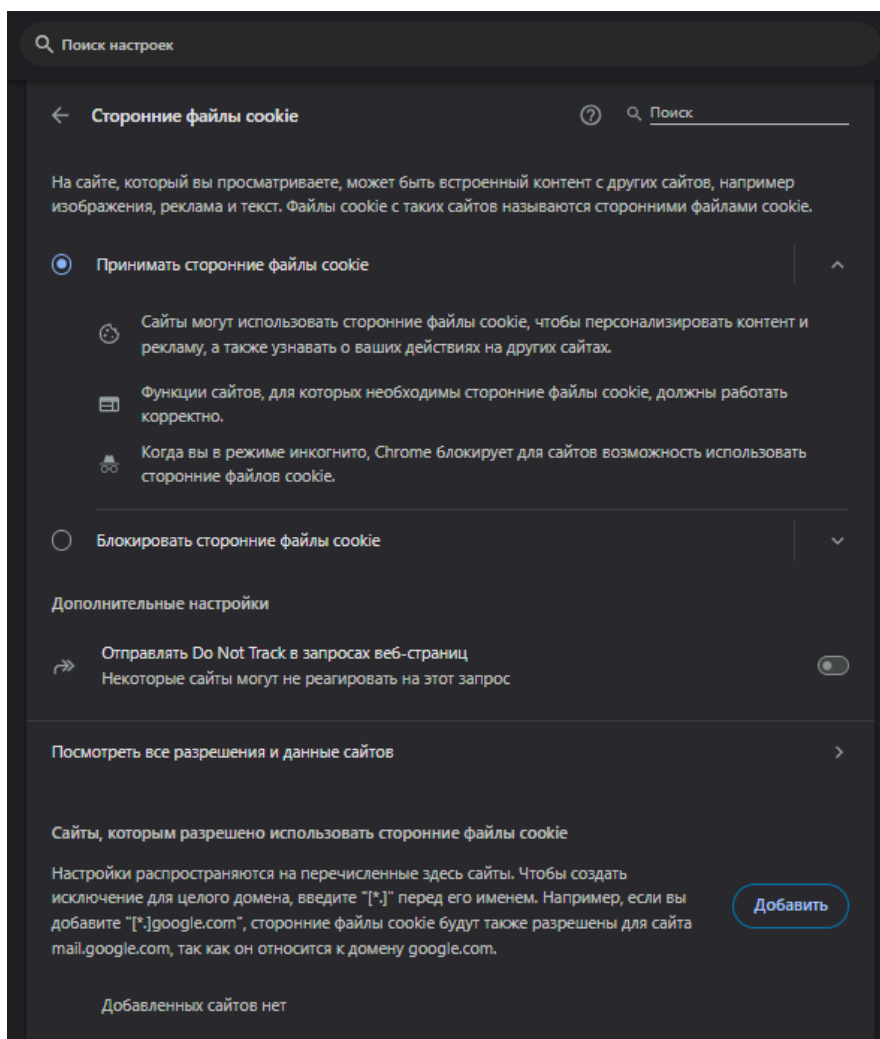 Поиск настроек
Сторонние файлы cookie
Поиск
На сайте, который вы просматриваете, может быть встроенный контент с других сайтов, например
изображения, реклама и текст. Файлы cookie с таких сайтов называются сторонними файлами cookie.
Принимать сторонние файлы cookie
Сайты могут использовать сторонние файлы cookie, чтобы персонализировать контент и
рекламу, а также узнавать о ваших действиях на других сайтах.
Функции сайтов, для которых необходимы сторонние файлы cookie, должны работать
корректно.
Когда вы в режиме инкогнито, Chrome блокирует для сайтов возможность использовать
сторонние файлов cookie.
Блокировать сторонние файлы cookie
Дополнительные настройки
Отправлять Do Not Track в запросах веб-страниц
Некоторые сайты могут не реагировать на этот запрос
Посмотреть все разрешения и данные сайтов
Сайты, которым разрешено использовать сторонние файлы cookie
Настройки распространяются на перечисленные здесь сайты. Чтобы создать
исключение для целого домена, введите "[*.]" перед его именем. Например, если вы
добавите "[*.]google.com", сторонние файлы cookie будут также разрешены для сайта
mail.google.com, так как он относится к домену google.com.
Добавить
Добавленных сайтов нет